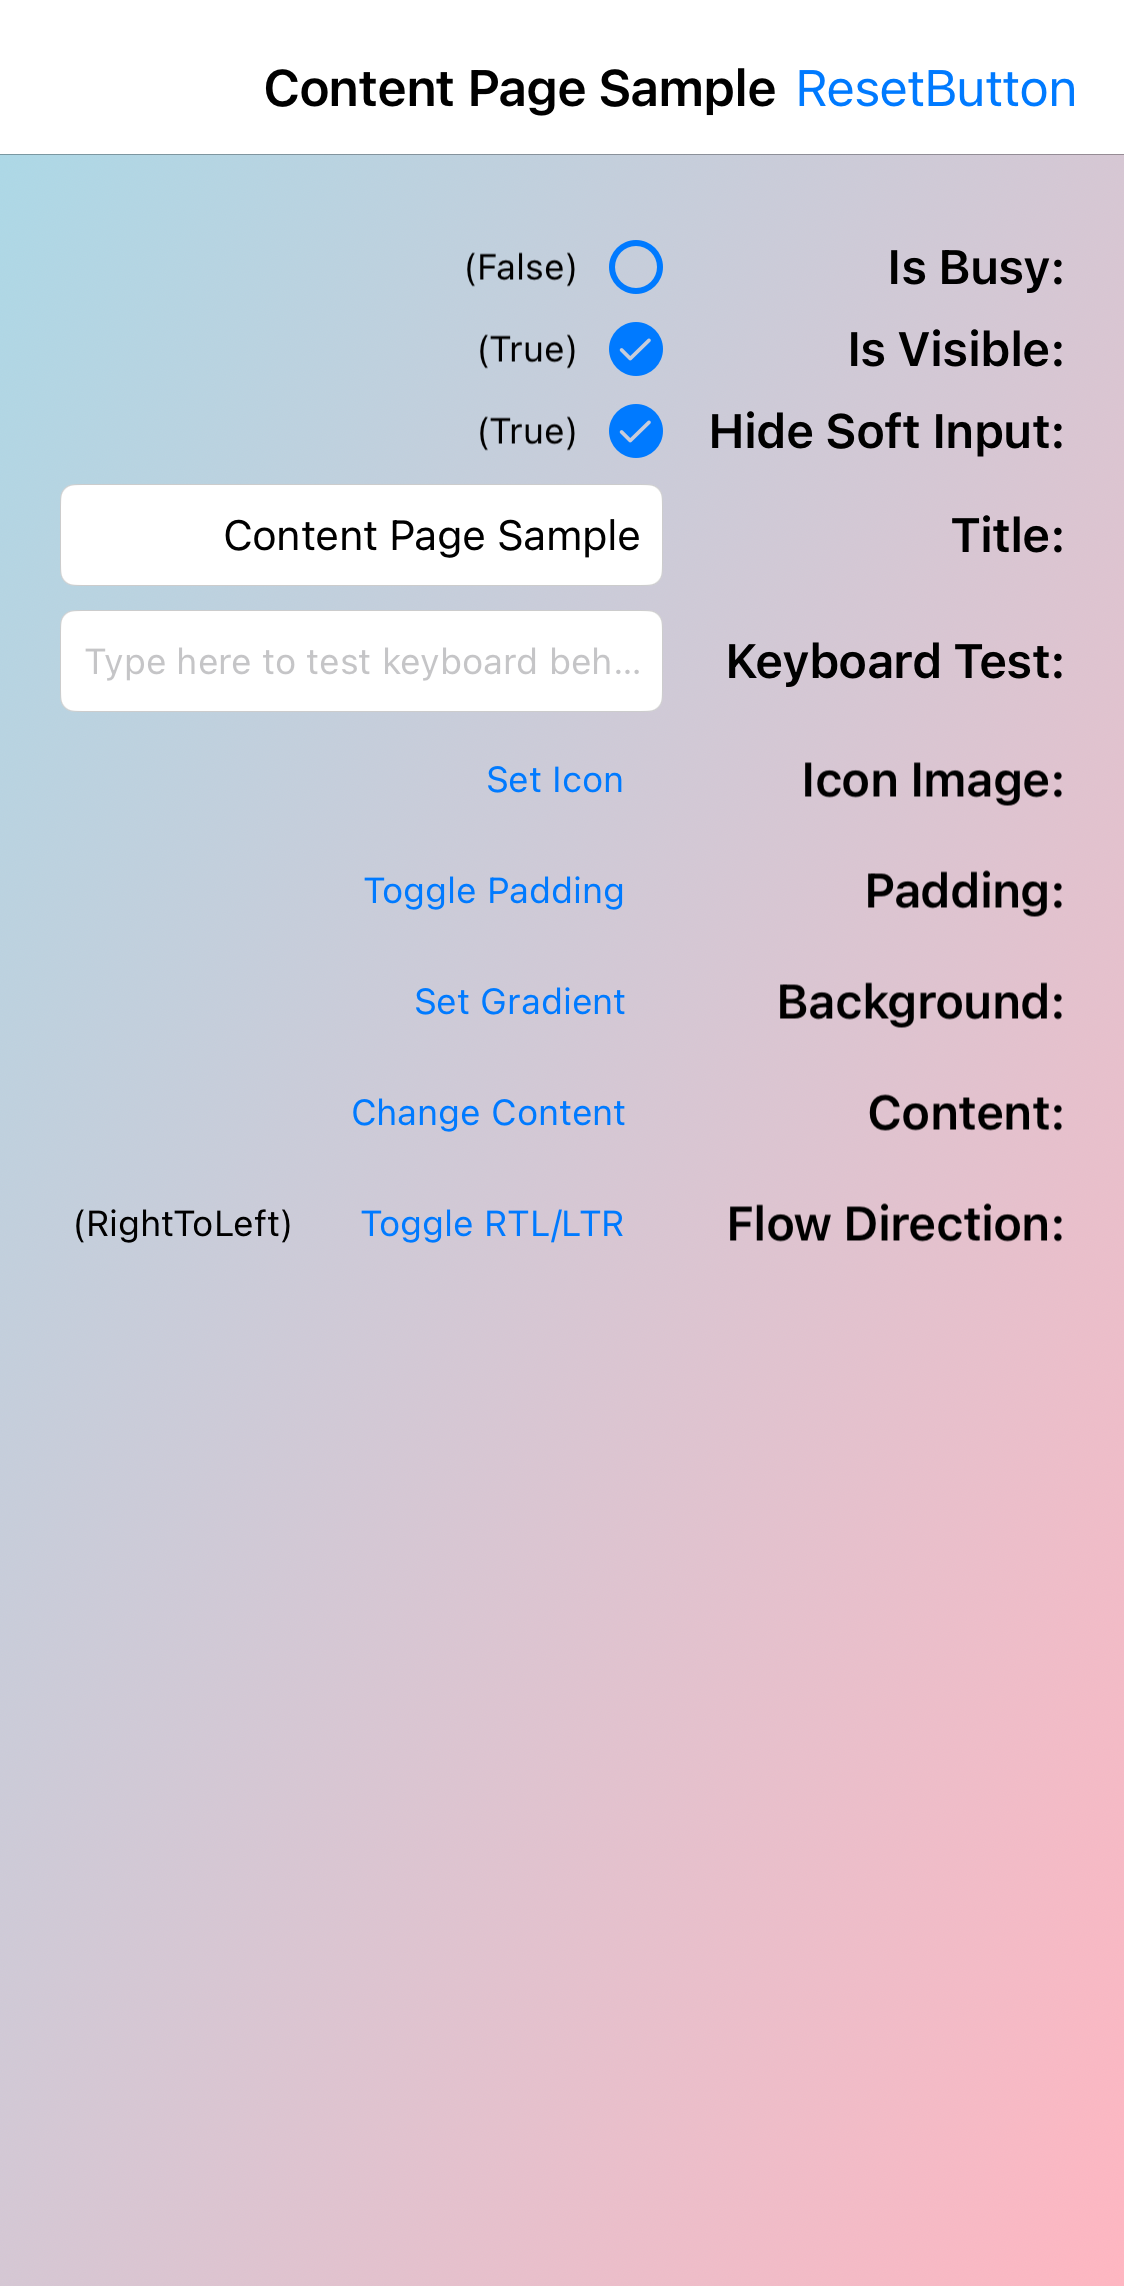 Content Page Sample ResetButton
Is Busy: (False)
Is Visible: (True)
Hide Soft Input: (True)
Title: Content Page Sample
Keyboard Test: Type here to test keyboard beh...
Icon Image: Set Icon
Padding: Toggle Padding
Background: Set Gradient
Content: Change Content
Flow Direction: Toggle RTL/LTR (RightToLeft)